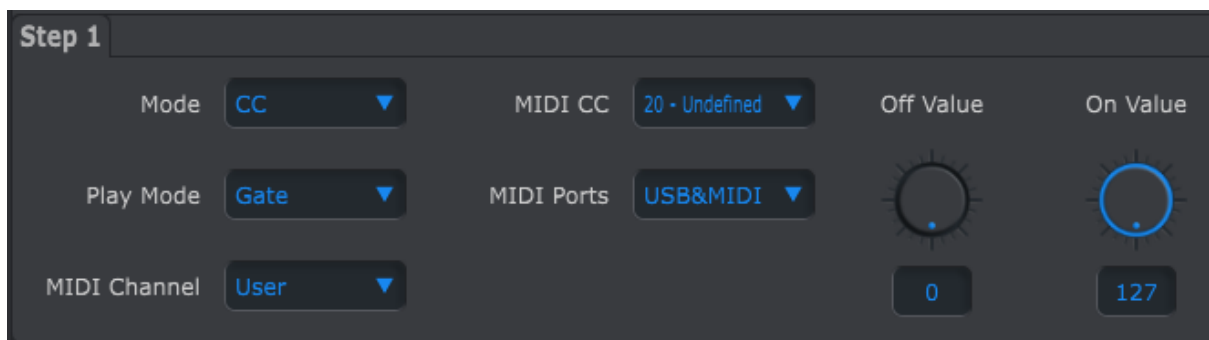 Step 1
Mode CC MIDI CC 20 - Undefined Off Value On Value
Play Mode Gate MIDI Ports USB&MIDI
MIDI Channel User 0 127